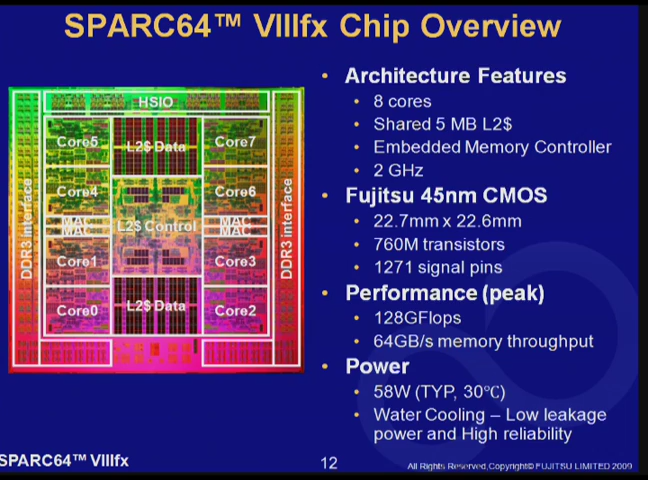 SPARC64™ VIIIfx Chip Overview
HSIO
Core5
L2$ Data
Core7
Core4
Core6
DDR3 interface
MAC
MAC
L2$ Control
MAC
MAC
DDR3 interface
Core1
Core3
Core0
L2$ Data
Core2
• Architecture Features
• 8 cores
• Shared 5 MB L2$
• Embedded Memory Controller
• 2 GHz
• Fujitsu 45nm CMOS
• 22.7mm x 22.6mm
• 760M transistors
• 1271 signal pins
• Performance (peak)
• 128GFlops
• 64GB/s memory throughput
• Power
• 58W (TYP, 30℃)
• Water Cooling – Low leakage
power and High reliability
SPARC64™ VIIIfx
12
All Rights Reserved,Copyright© FUJITSU LIMITED 2009